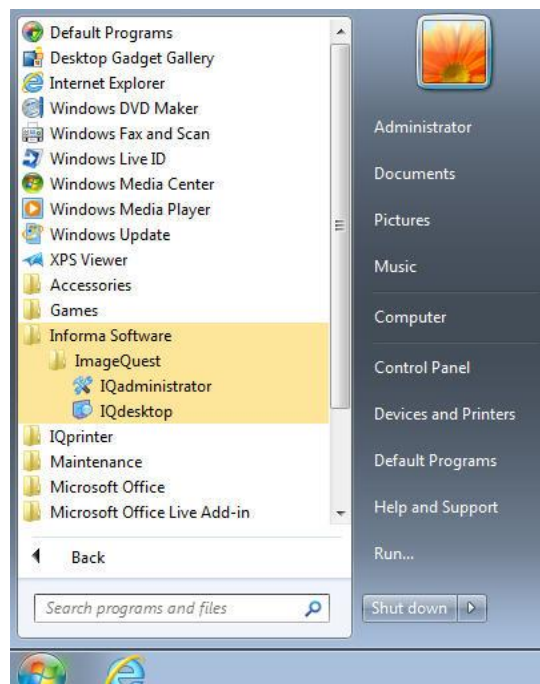 Default Programs
Desktop Gadget Gallery
Internet Explorer
Windows DVD Maker
Windows Fax and Scan
Windows Live ID
Windows Media Center
Windows Media Player
Windows Update
XPS Viewer
Accessories
Games
Informa Software
ImageQuest
IQadministrator
IQdesktop
IQprinter
Maintenance
Microsoft Office
Microsoft Office Live Add-in
Back
Search programs and files
Administrator
Documents
Pictures
Music
Computer
Control Panel
Devices and Printers
Default Programs
Help and Support
Run...
Shut down